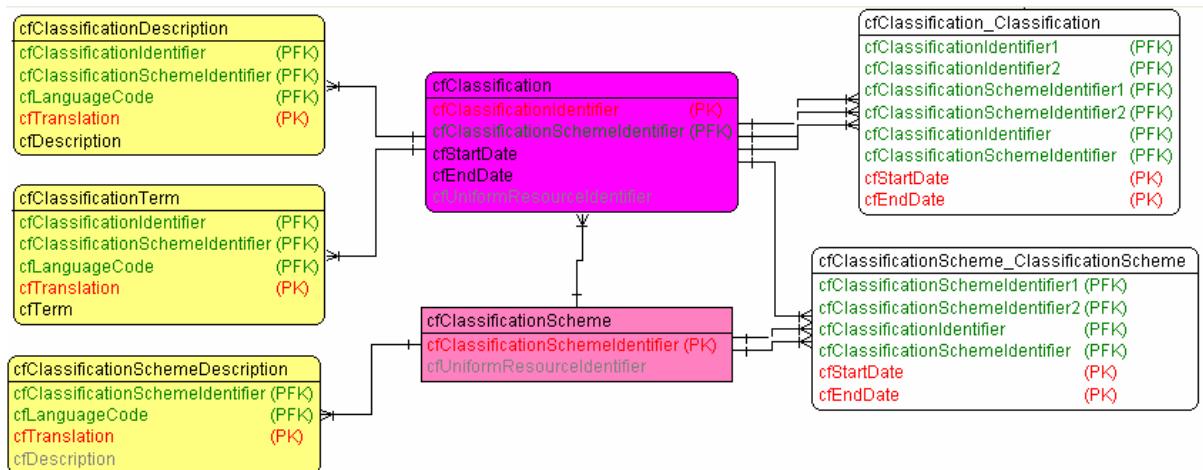 cfClassificationDescription
cfClassificationIdentifier (PFK)
cfClassificationSchemeIdentifier (PFK)
cfLanguageCode (PFK)
cfTranslation (PK)
cfDescription
cfClassificationTerm
cfClassificationIdentifier (PFK)
cfClassificationSchemeIdentifier (PFK)
cfLanguageCode (PFK)
cfTranslation (PK)
cfTerm
cfClassificationSchemeDescription
cfClassificationSchemeIdentifier (PFK)
cfLanguageCode (PFK)
cfTranslation (PK)
cfDescription
cfClassification
cfClassificationIdentifier (PK)
cfClassificationSchemeIdentifier (PFK)
cfStartDate
cfEndDate
cfUniformResourceIdentifier
cfClassificationScheme
cfClassificationSchemeIdentifier (PK)
cfUniformResourceIdentifier
cfClassification_Classification
cfClassificationIdentifier1 (PFK)
cfClassificationIdentifier2 (PFK)
cfClassificationSchemeIdentifier1 (PFK)
cfClassificationSchemeIdentifier2 (PFK)
cfClassificationIdentifier (PFK)
cfClassificationSchemeIdentifier (PFK)
cfStartDate (PK)
cfEndDate (PK)
cfClassificationScheme_ClassificationScheme
cfClassificationSchemeIdentifier1 (PFK)
cfClassificationSchemeIdentifier2 (PFK)
cfClassificationIdentifier (PFK)
cfClassificationSchemeIdentifier (PFK)
cfStartDate (PK)
cfEndDate (PK)